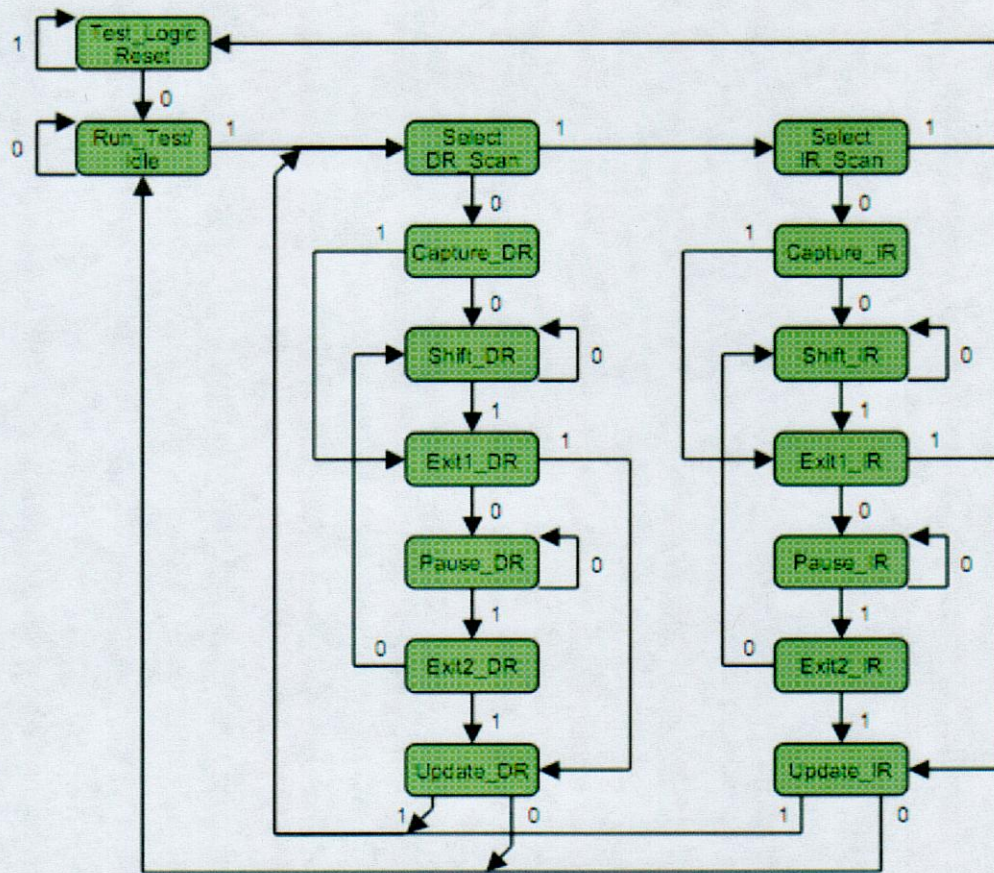 Test_Logic
Reset
1
0
Run_Test/
Idle
0
1
Select
DR_Scan
1
Select
IR_Scan
1
0
0
1
Capture_DR
1
Capture_IR
0
0
Shift_DR
0
Shift_IR
0
1
1
Exit1_DR
1
Exit1_IR
1
0
0
Pause_DR
0
Pause_IR
0
1
1
0
Exit2_DR
0
Exit2_IR
1
1
Update_DR
Update_IR
1
0
1
0